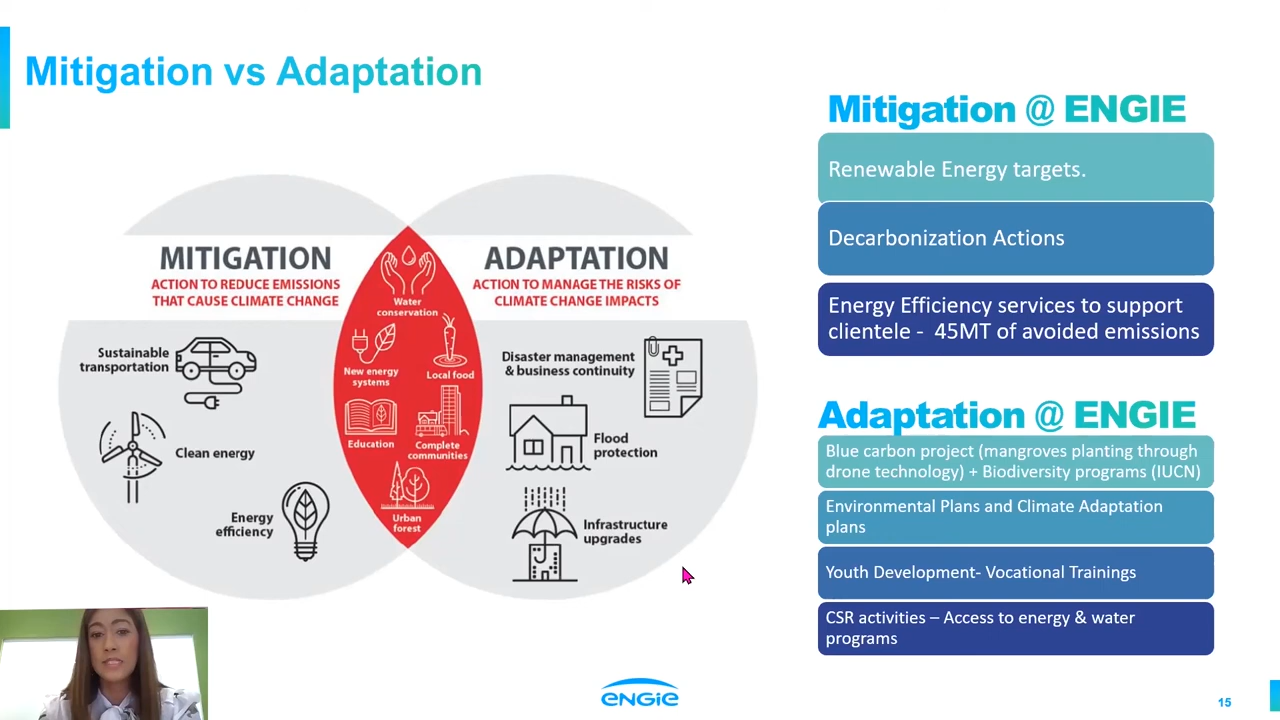 Mitigation vs Adaptation
MITIGATION
ACTION TO REDUCE EMISSIONS
THAT CAUSE CLIMATE CHANGE
Sustainable
transportation
Clean energy
Energy
efficiency
Water
conservation
New energy
systems
Local food
Education
Complete
communities
Urban
forest
ADAPTATION
ACTION TO MANAGE THE RISKS OF
CLIMATE CHANGE IMPACTS
Disaster management
& business continuity
Flood
protection
Infrastructure
upgrades
Mitigation @ ENGIE
Renewable Energy targets.
Decarbonization Actions
Energy Efficiency services to support
clientele - 45MT of avoided emissions
Adaptation @ ENGIE
Blue carbon project (mangroves planting through
drone technology) + Biodiversity programs (IUCN)
Environmental Plans and Climate Adaptation
plans
Youth Development- Vocational Trainings
CSR activities – Access to energy & water
programs
ENGIE
15